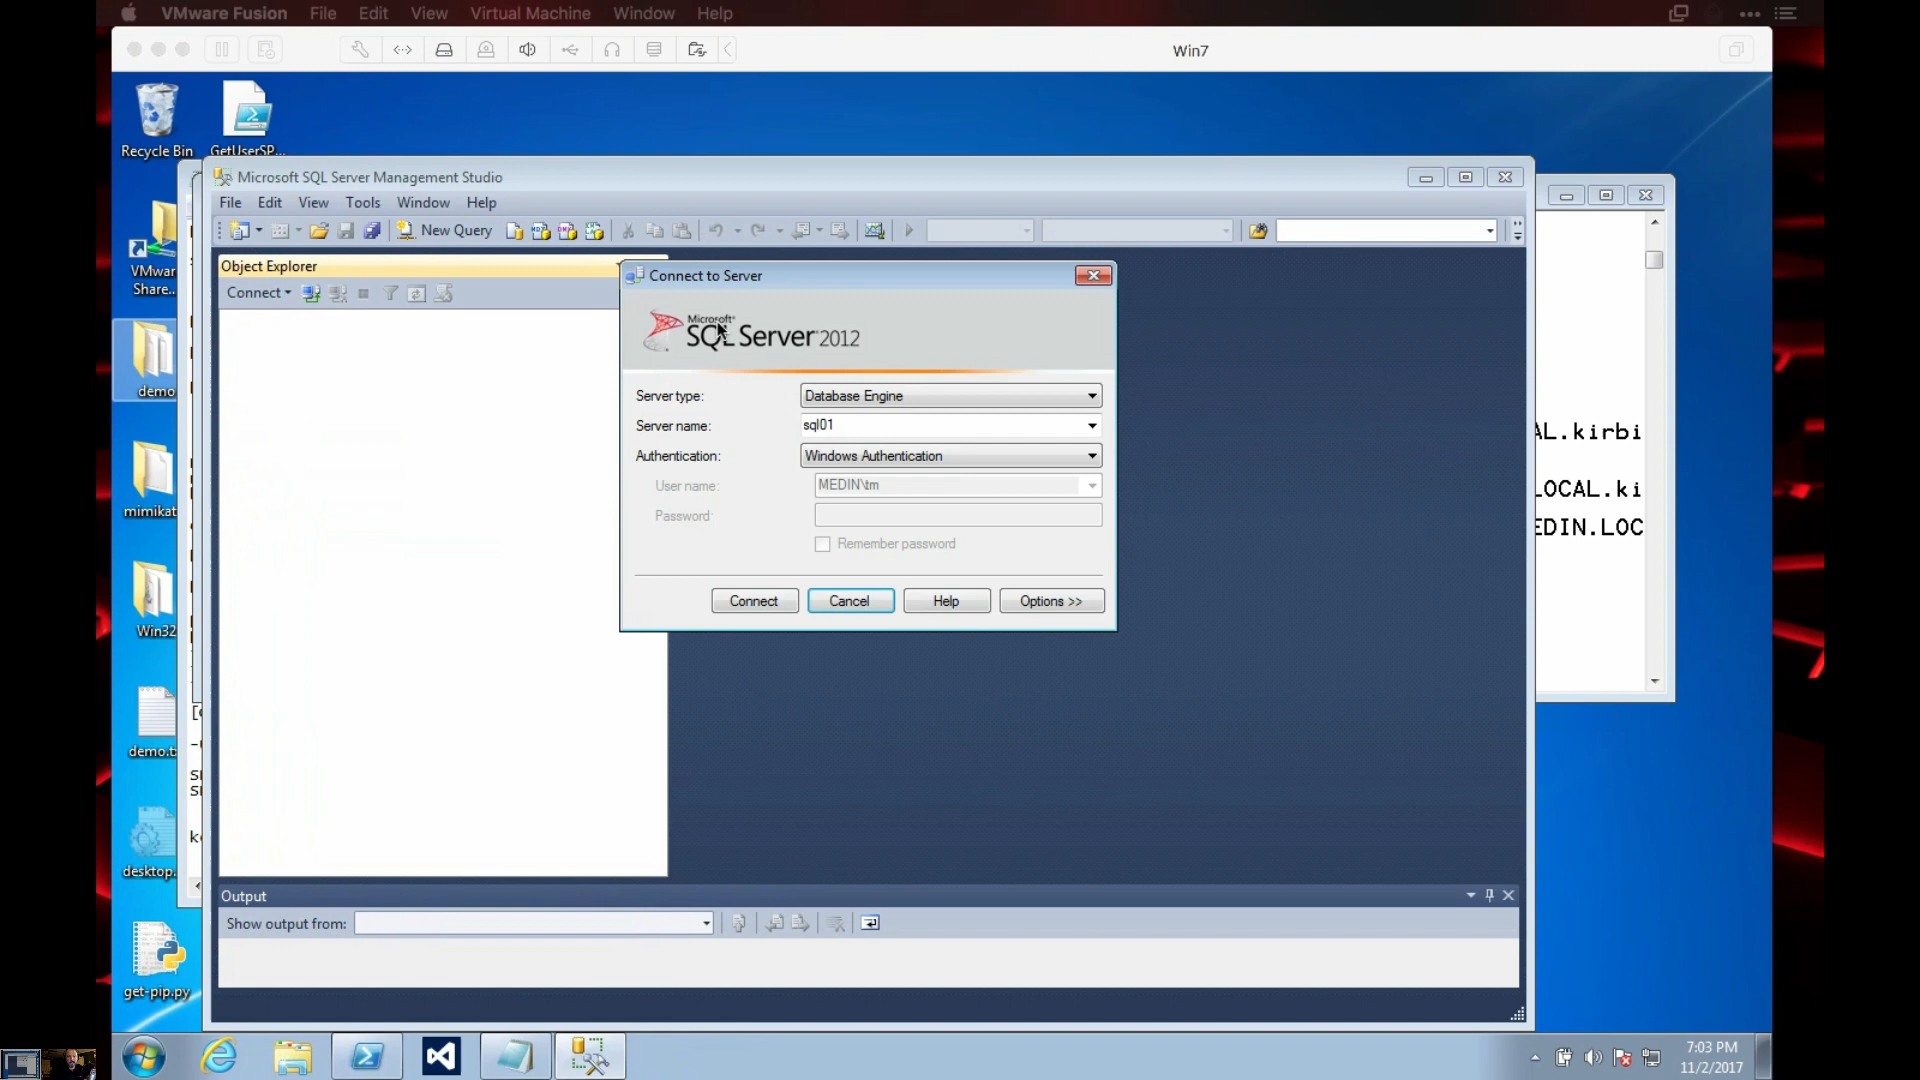 VMware Fusion File Edit View Virtual Machine Window Help
Win7
Recycle Bin
GetUserSP...
Microsoft SQL Server Management Studio
File Edit View Tools Window Help
New Query
VMwar
Share...
Object Explorer
Connect
Connect to Server
Microsoft
SQL Server 2012
Server type: Database Engine
Server name: sql01
Authentication: Windows Authentication
User name: MEDIN\tm
Password:
Remember password
Connect Cancel Help Options >>
AL.kirbi
LOCAL.ki
EDIN.LOC
demo
mimikat
Win32
demo.t
desktop.
get-pip.py
Output
Show output from:
7:03 PM
11/2/2017